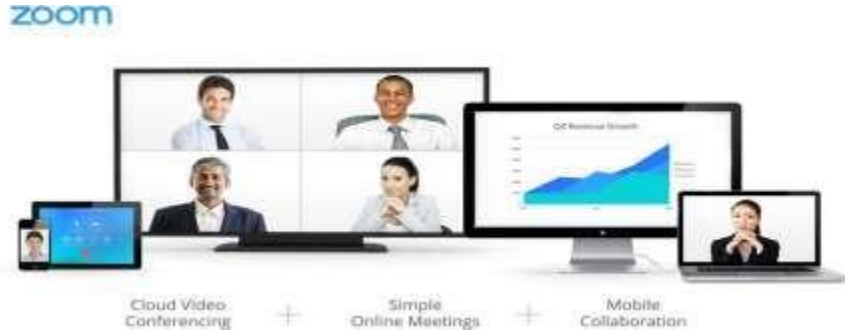 zoom
Q2 Revenue Growth
Cloud Video
Conferencing
+
Simple
Online Meetings
+
Mobile
Collaboration